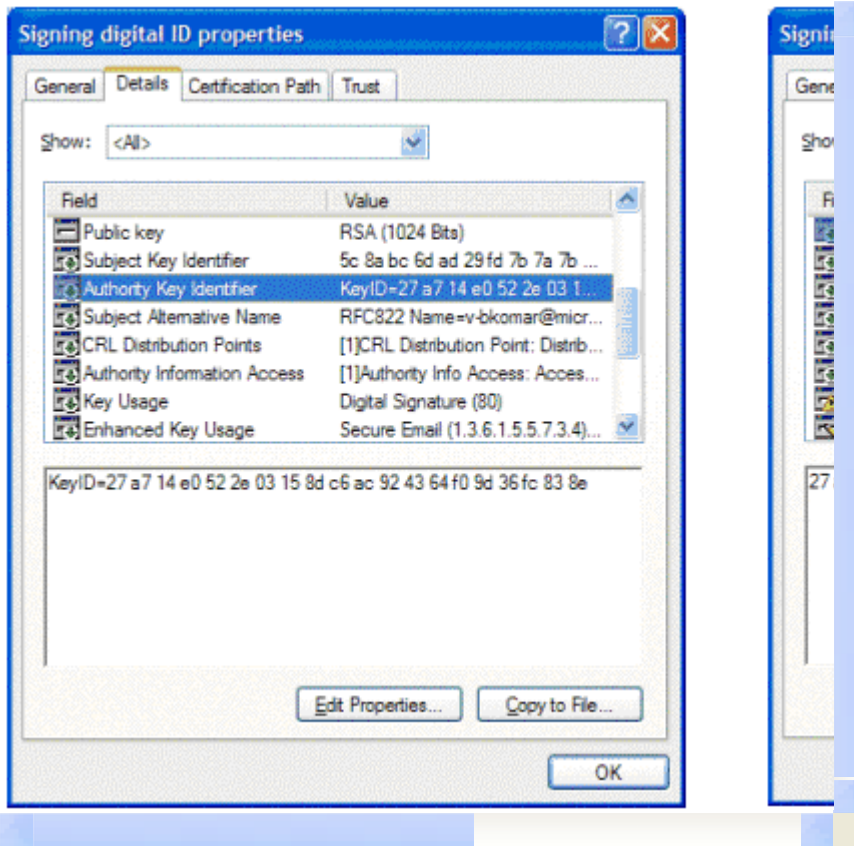 Signing digital ID properties
General Details Certification Path Trust
Show: <All>
Field Value
Public key RSA (1024 Bits)
Subject Key Identifier 5c 8a bc 6d ad 29 fd 7b 7a 7b ...
Authority Key Identifier KeyID=27 a7 14 e0 52 2e 03 1...
Subject Alternative Name RFC822 Name=v-bkomar@micr...
CRL Distribution Points [1]CRL Distribution Point: Distrib...
Authority Information Access [1]Authority Info Access: Acces...
Key Usage Digital Signature (80)
Enhanced Key Usage Secure Email (1.3.6.1.5.5.7.3.4)...
KeyID=27 a7 14 e0 52 2e 03 15 8d c6 ac 92 43 64 f0 9d 36 fc 83 8e
Edit Properties... Copy to File...
OK
Signi
Gene
Sho
F
27